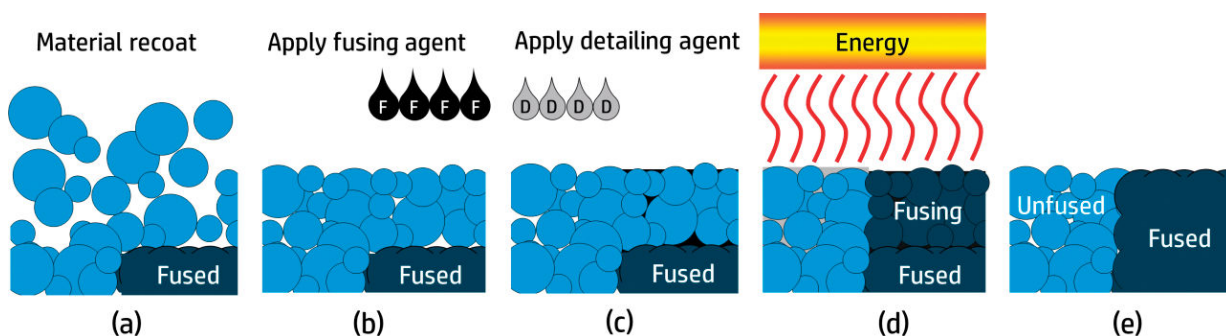 Material recoat
Apply fusing agent
Apply detailing agent
Energy
F F F F
D D D D
Fused
Fused
Fused
Fusing
Fused
Unfused
Fused
(a)
(b)
(c)
(d)
(e)